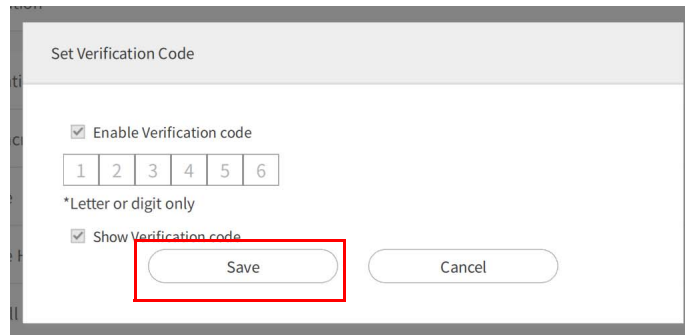 Set Verification Code
Enable Verification code
1 2 3 4 5 6
*Letter or digit only
Show Verification code
Save Cancel